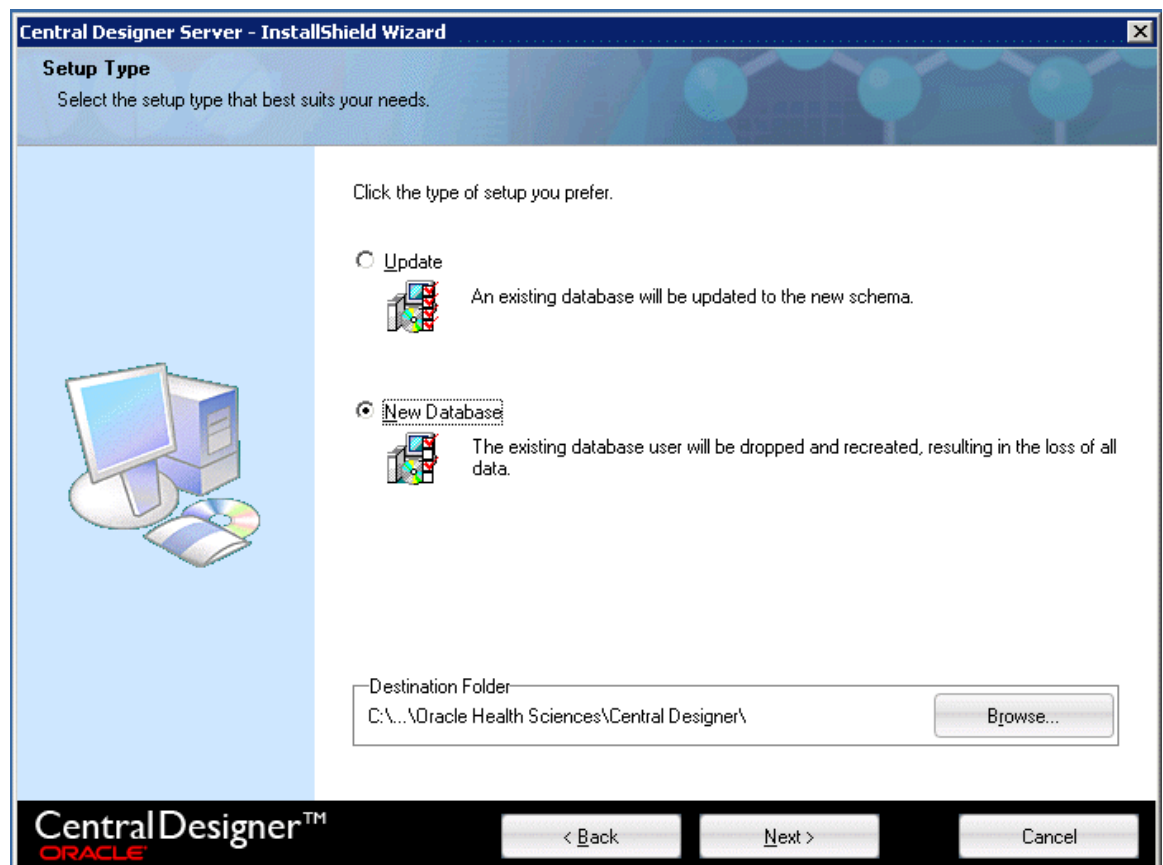 Central Designer Server - InstallShield Wizard
Setup Type
Select the setup type that best suits your needs.
Click the type of setup you prefer.
Update
An existing database will be updated to the new schema.
New Database
The existing database user will be dropped and recreated, resulting in the loss of all
data.
Destination Folder
C:\...\Oracle Health Sciences\Central Designer\
Browse...
CentralDesigner™
ORACLE'
< Back
Next >
Cancel